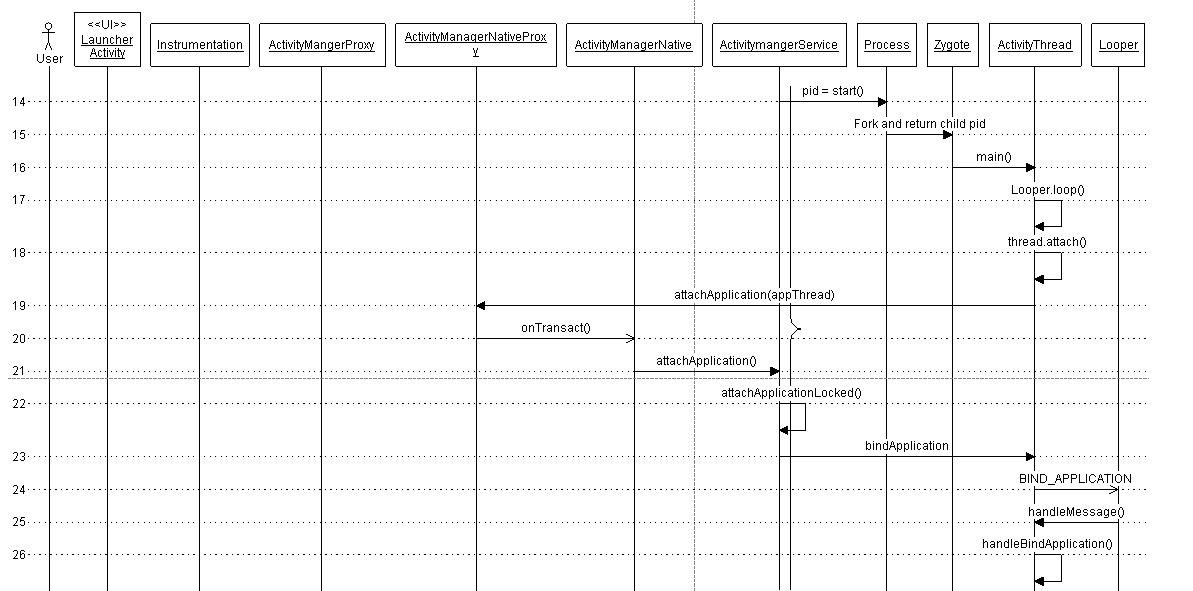 <<UI>>
Launcher
Activity
User
Instrumentation
ActivityMangerProxy
ActivityManagerNativeProx
y
ActivityManagerNative
ActivitymangerService
Process
Zygote
ActivityThread
Looper
14
pid = start()
15
Fork and return child pid
16
main()
17
Looper.loop()
18
thread.attach()
19
attachApplication(appThread)
20
onTransact()
21
attachApplication()
22
attachApplicationLocked()
23
bindApplication
24
BIND_APPLICATION
25
handleMessage()
26
handleBindApplication()